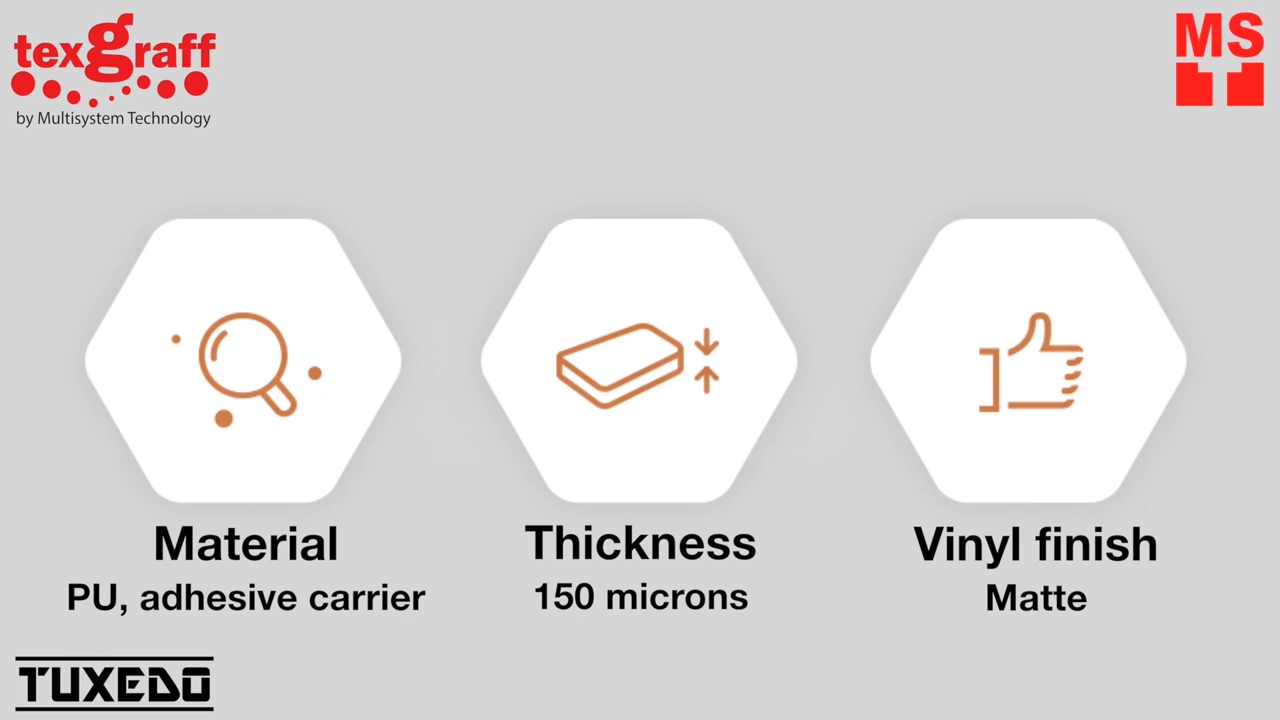 texgraff
by Multisystem Technology
MS
Material
PU, adhesive carrier
Thickness
150 microns
Vinyl finish
Matte
TUXEDO